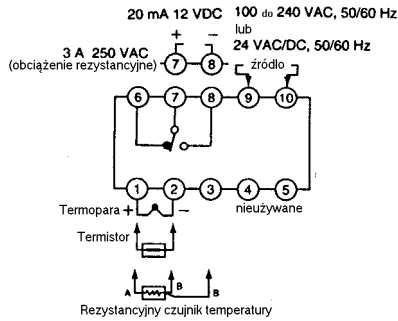 20 mA 12 VDC
100 do 240 VAC, 50/60 Hz
lub
24 VAC/DC, 50/60 Hz
+ −
3 A 250 VAC
(obciążenie rezystancyjne)
7 8
źródło
6 7 8 9 10
1 2 3 4 5
Termopara + −
nieużywane
Termistor
A B B
Rezystancyjny czujnik temperatury